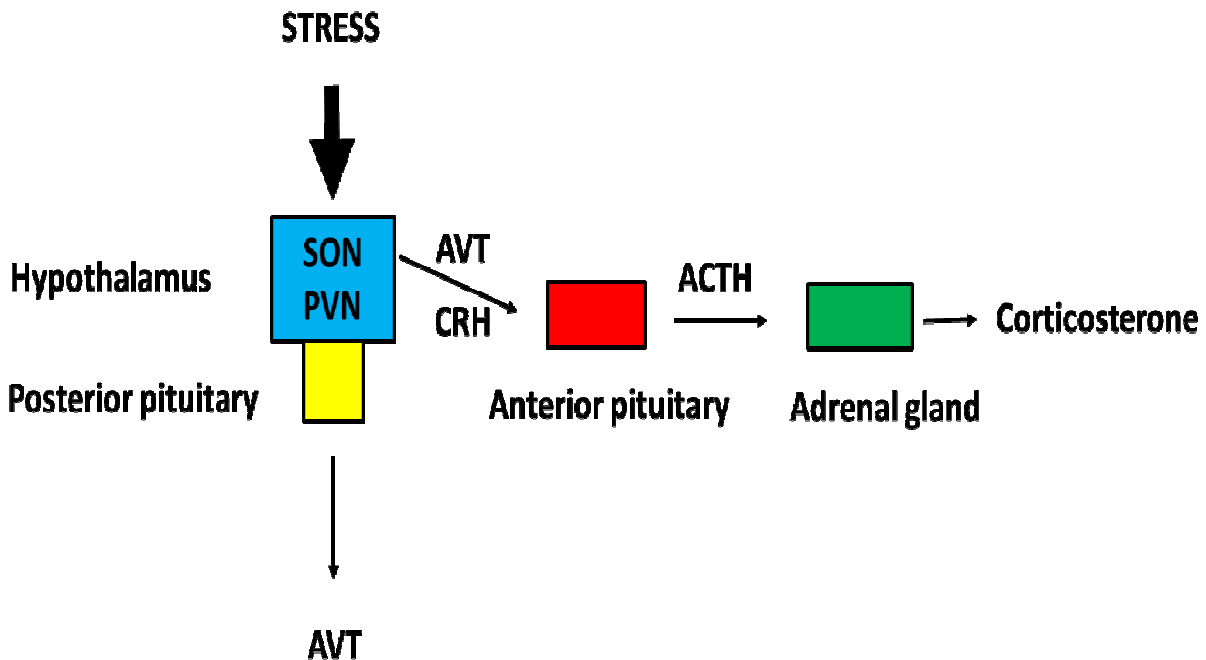 STRESS
Hypothalamus
SON
PVN
AVT
CRH
ACTH
Corticosterone
Posterior pituitary
Anterior pituitary
Adrenal gland
AVT